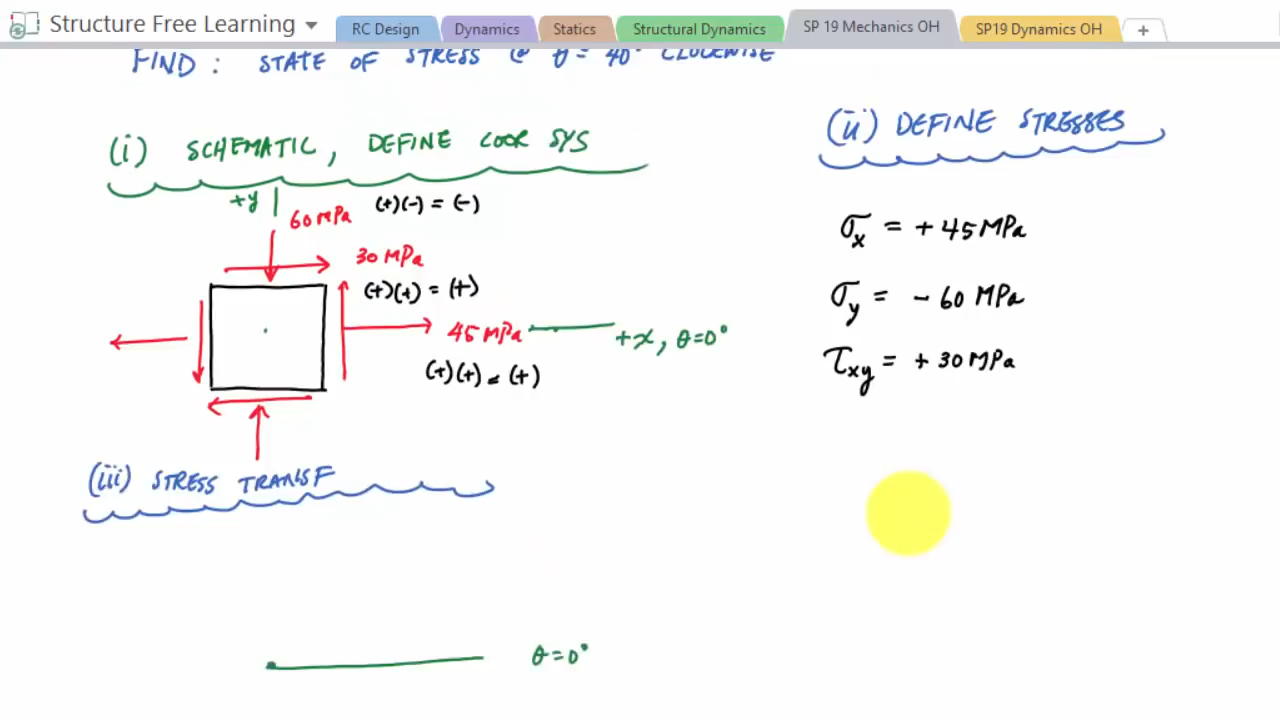 Structure Free Learning
RC Design
Dynamics
Statics
Structural Dynamics
SP 19 Mechanics OH
SP19 Dynamics OH
+
FIND : STATE OF STRESS @ θ = 40° CLOCKWISE
(i) SCHEMATIC, DEFINE COOR SYS
+y
60 MPa
(+)(-) = (-)
30 MPa
(+)(+) = (+)
45 MPa
+x, θ=0°
(+)(+) = (+)
(ii) DEFINE STRESSES
σx = +45 MPa
σy = -60 MPa
τxy = +30 MPa
(iii) STRESS TRANSF
θ=0°